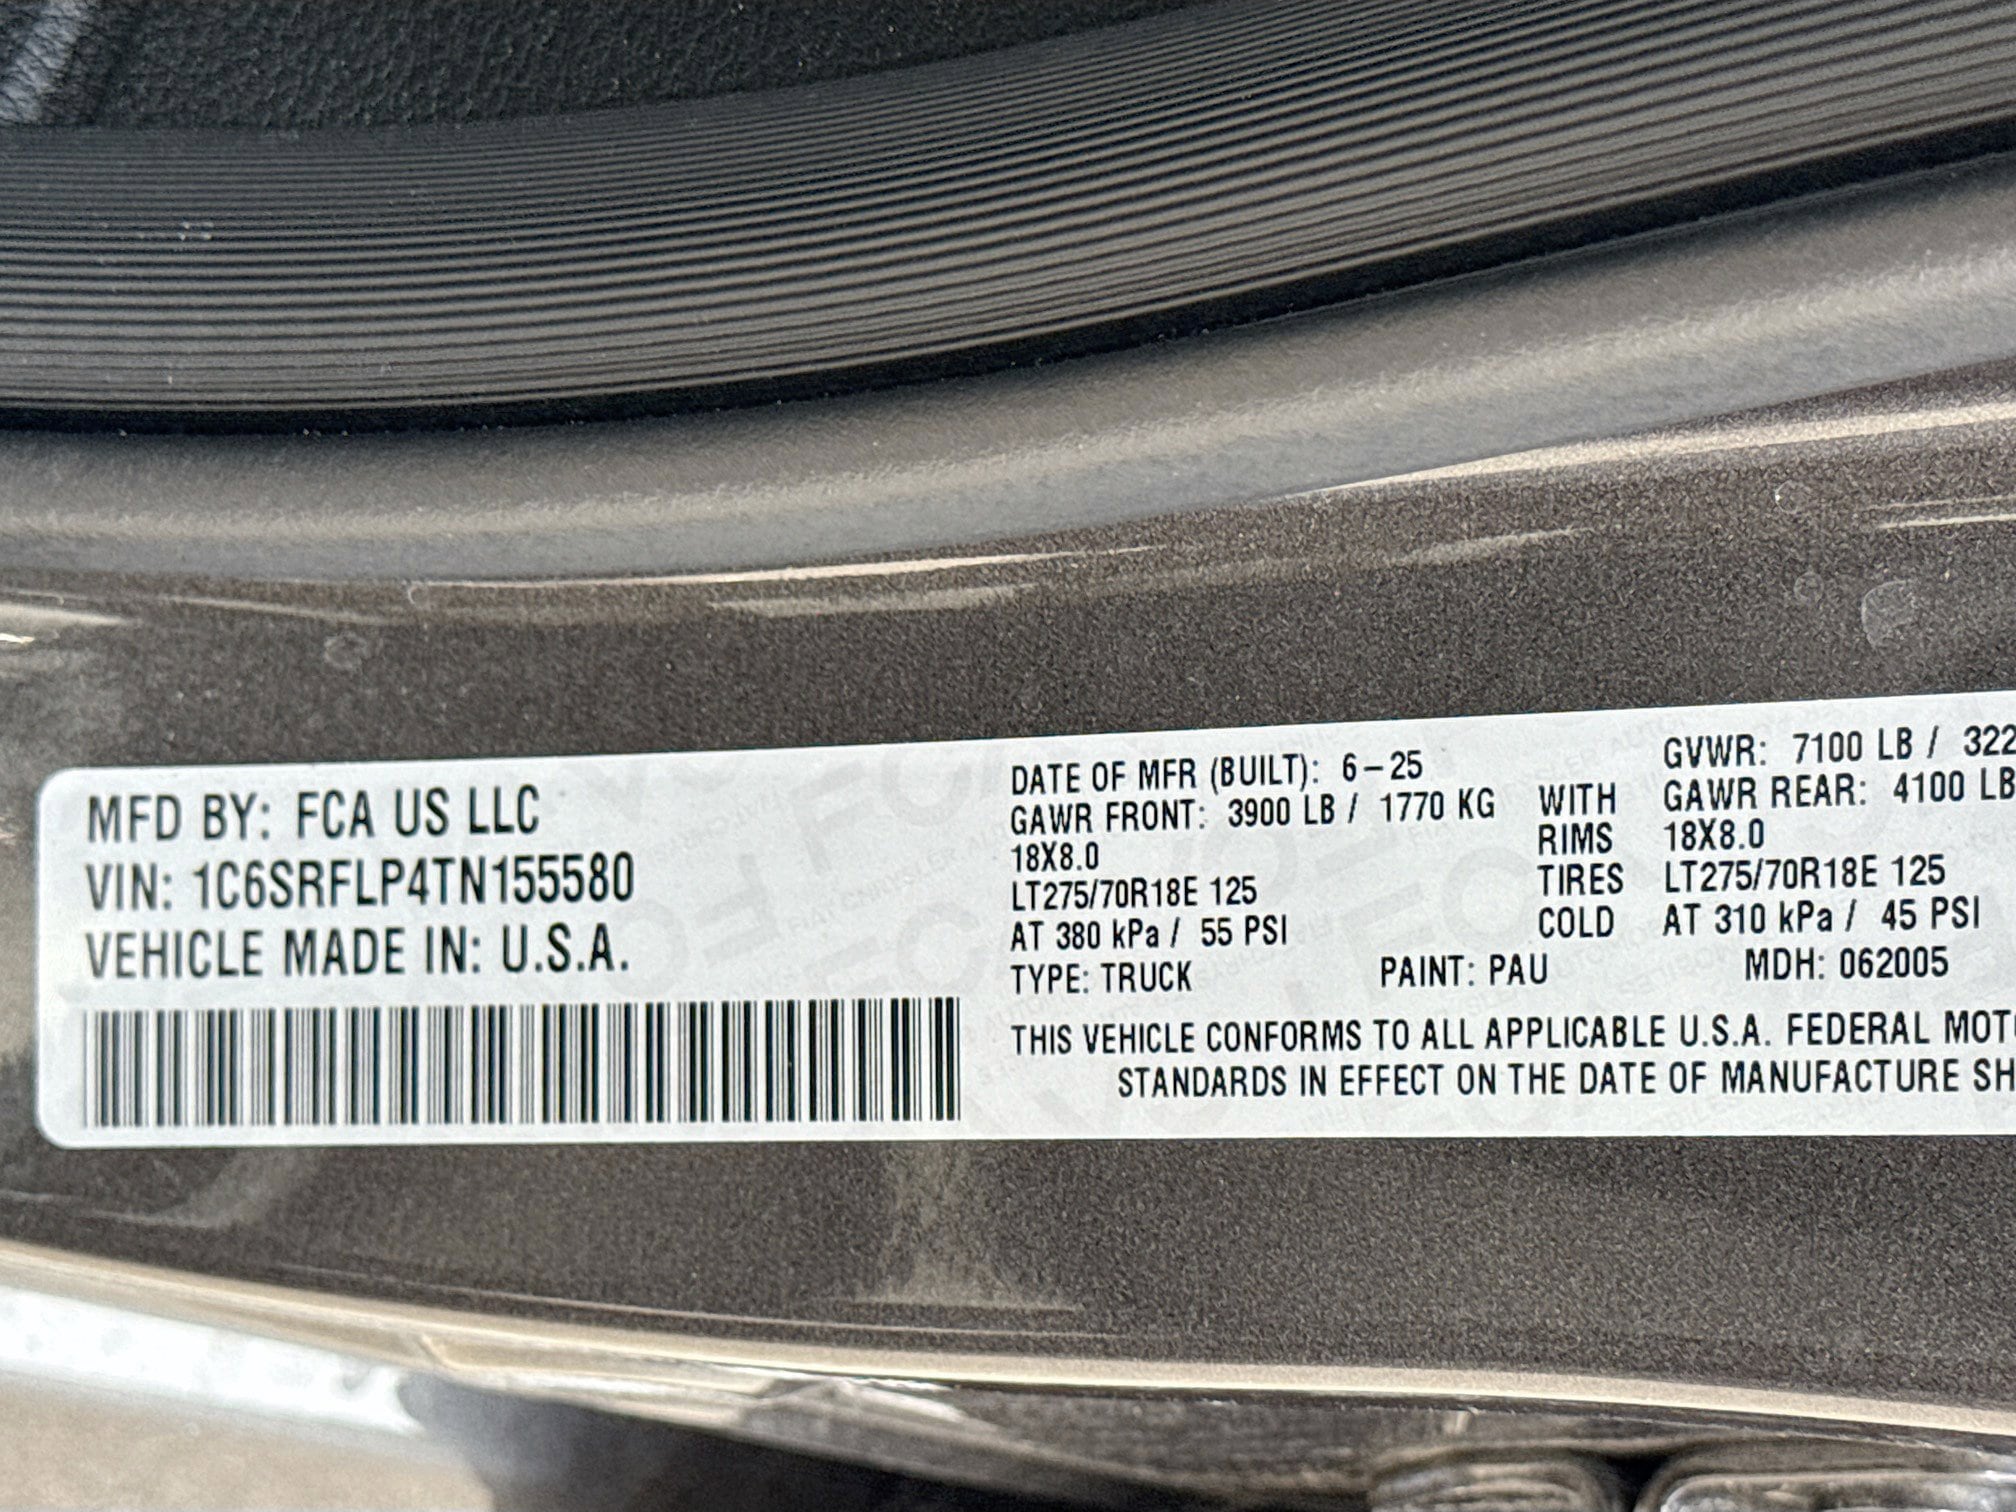 MFD BY: FCA US LLC
VIN: 1C6SRFLP4TN155580
VEHICLE MADE IN: U.S.A.
DATE OF MFR (BUILT): 6-25 GVWR: 7100 LB / 322
GAWR FRONT: 3900 LB / 1770 KG WITH GAWR REAR: 4100 LB
18X8.0 RIMS 18X8.0
LT275/70R18E 125 TIRES LT275/70R18E 125
AT 380 kPa / 55 PSI COLD AT 310 kPa / 45 PSI
TYPE: TRUCK PAINT: PAU MDH: 062005
THIS VEHICLE CONFORMS TO ALL APPLICABLE U.S.A. FEDERAL MOT
STANDARDS IN EFFECT ON THE DATE OF MANUFACTURE SH